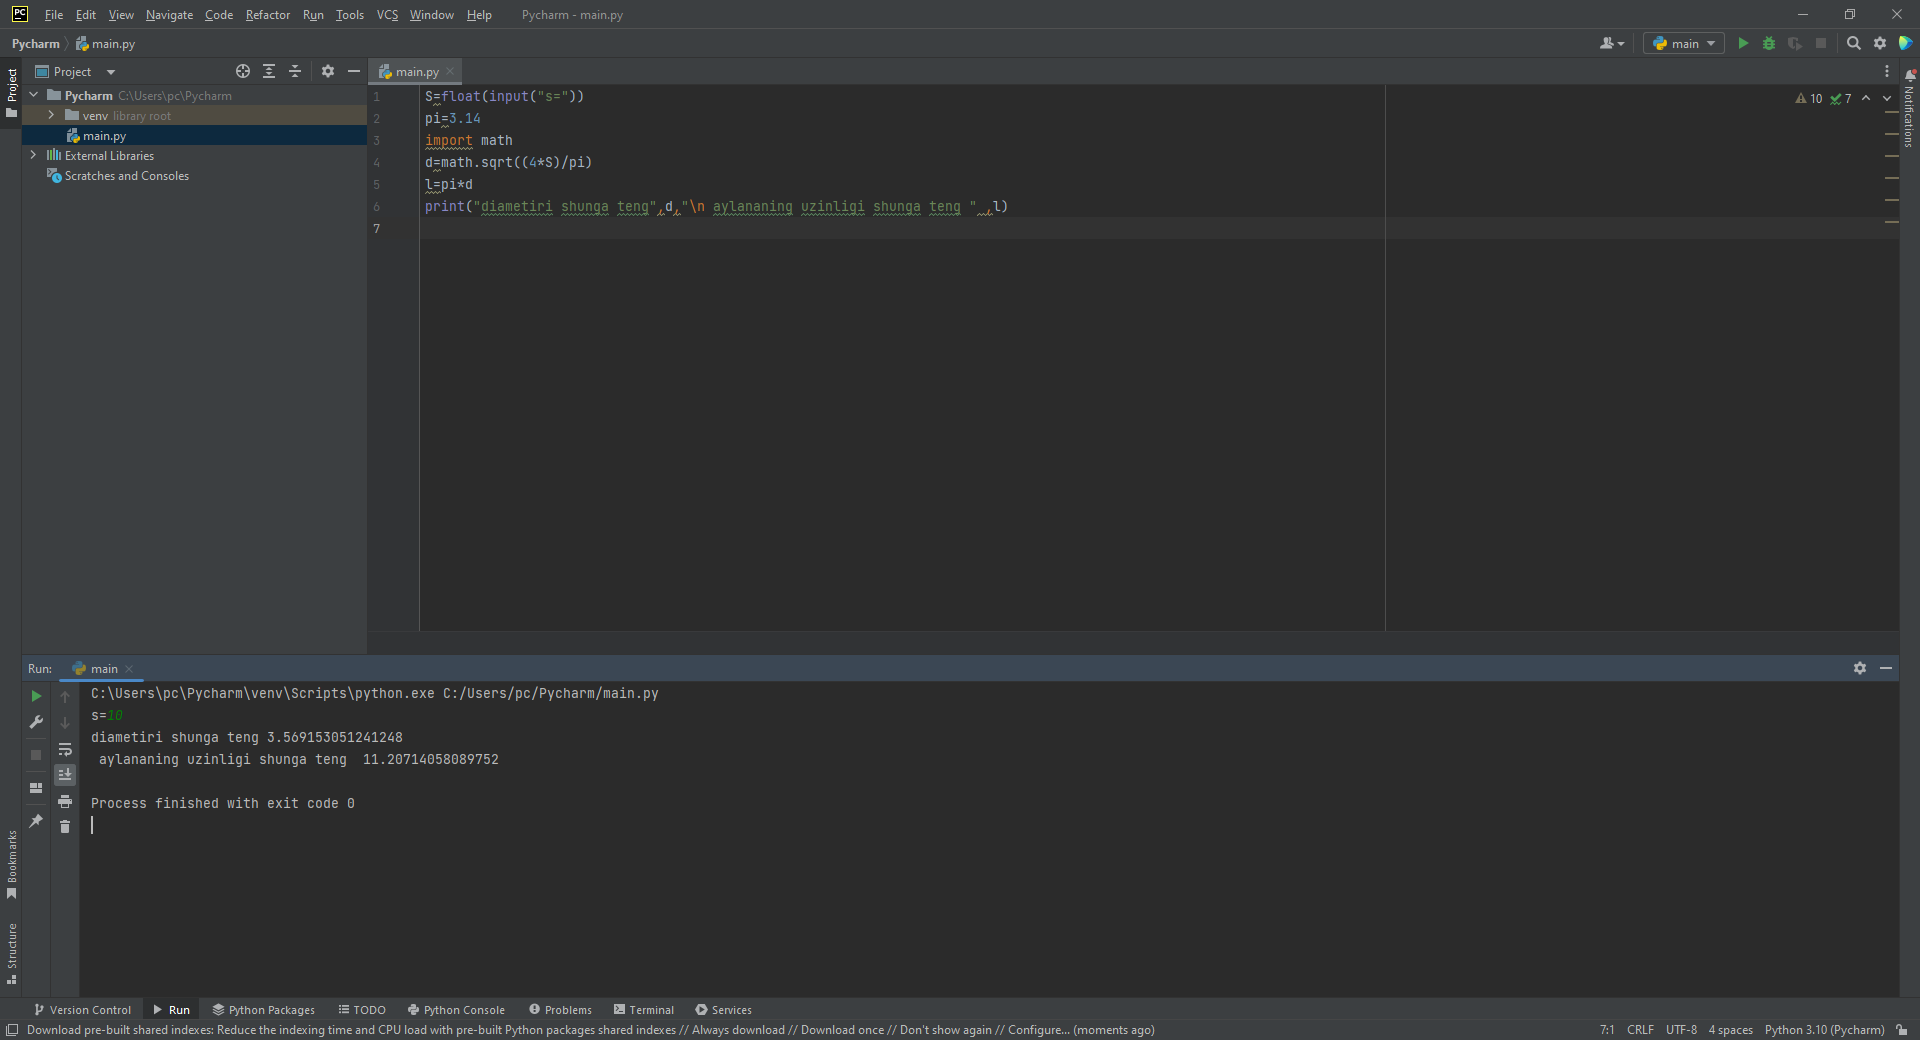 PC File Edit View Navigate Code Refactor Run Tools VCS Window Help Pycharm - main.py
Pycharm main.py main
Project main.py
Project
Pycharm C:\Users\pc\Pycharm
venv library root
main.py
External Libraries
Scratches and Consoles
1 S=float(input("s="))
2 pi=3.14
3 import math
4 d=math.sqrt((4*S)/pi)
5 l=pi*d
6 print("diametiri shunga teng",d,"\n aylananing uzinligi shunga teng " ,l)
7
10 7
Notifications
Run: main
C:\Users\pc\Pycharm\venv\Scripts\python.exe C:/Users/pc/Pycharm/main.py
s=10
diametiri shunga teng 3.569153051241248
 aylananing uzinligi shunga teng  11.20714058089752
Process finished with exit code 0
Bookmarks
Structure
Version Control Run Python Packages TODO Python Console Problems Terminal Services
Download pre-built shared indexes: Reduce the indexing time and CPU load with pre-built Python packages shared indexes // Always download // Download once // Don't show again // Configure... (moments ago) 7:1 CRLF UTF-8 4 spaces Python 3.10 (Pycharm)